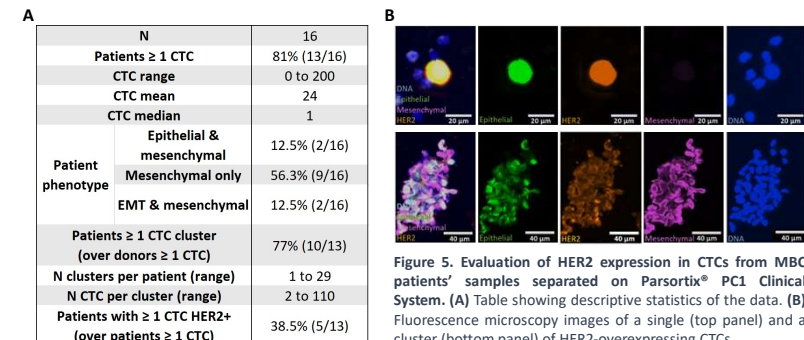 A
N 16
Patients ≥ 1 CTC 81% (13/16)
CTC range 0 to 200
CTC mean 24
CTC median 1
Patient phenotype
Epithelial & mesenchymal 12.5% (2/16)
Mesenchymal only 56.3% (9/16)
EMT & mesenchymal 12.5% (2/16)
Patients ≥ 1 CTC cluster
(over donors ≥ 1 CTC) 77% (10/13)
N clusters per patient (range) 1 to 29
N CTC per cluster (range) 2 to 110
Patients with ≥ 1 CTC HER2+
(over patients ≥ 1 CTC) 38.5% (5/13)
B
DNA
Epithelial
Mesenchymal
HER2 20 µm
Epithelial 20 µm
HER2 20 µm
Mesenchymal 20 µm
DNA 20 µm
HER2 40 µm
Epithelial 40 µm
HER2 40 µm
Mesenchymal 40 µm
DNA 40 µm
Figure 5. Evaluation of HER2 expression in CTCs from MBC
patients’ samples separated on Parsortix® PC1 Clinical
System. (A) Table showing descriptive statistics of the data. (B)
Fluorescence microscopy images of a single (top panel) and a
cluster (bottom panel) of HER2-overexpressing CTCs